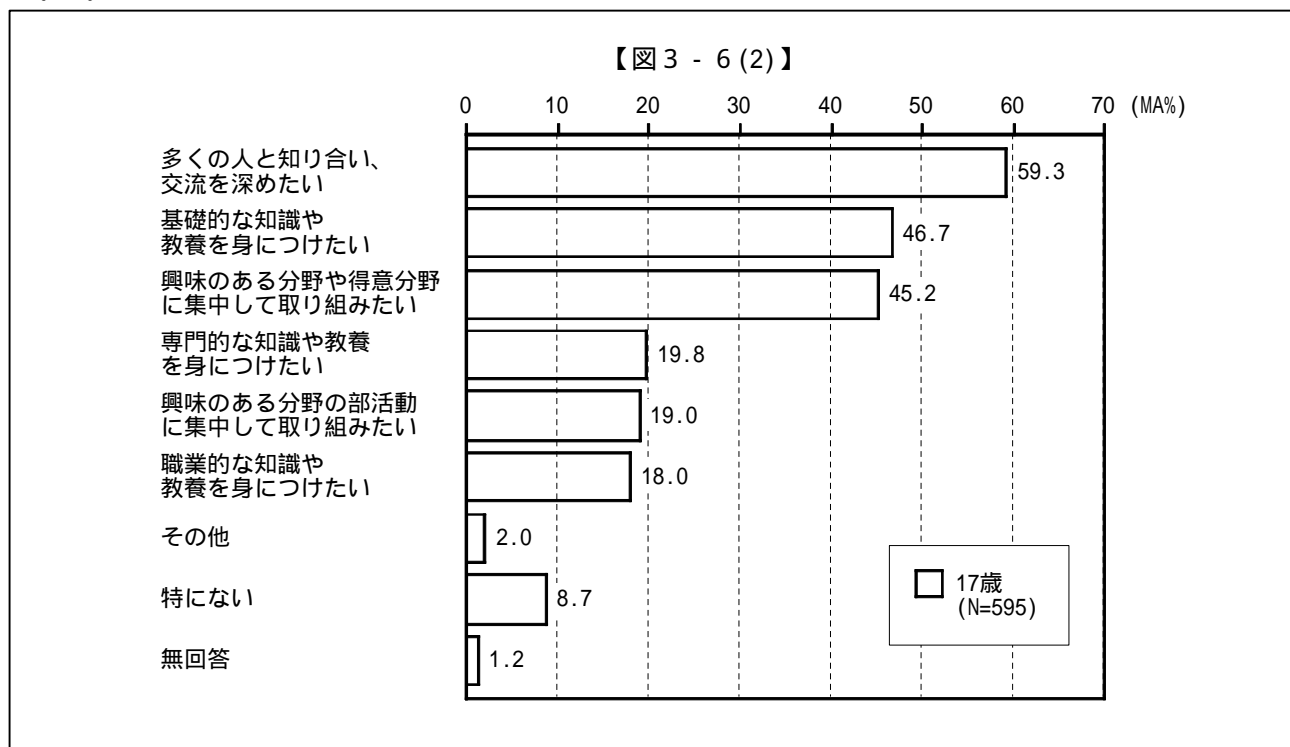 【図3-6(2)】
0 10 20 30 40 50 60 70 (MA%)
多くの人と知り合い、
交流を深めたい
59.3
基礎的な知識や
教養を身につけたい
46.7
興味のある分野や得意分野
に集中して取り組みたい
45.2
専門的な知識や教養
を身につけたい
19.8
興味のある分野の部活動
に集中して取り組みたい
19.0
職業的な知識や
教養を身につけたい
18.0
その他
2.0
特にない
8.7
無回答
1.2
17歳
(N=595)